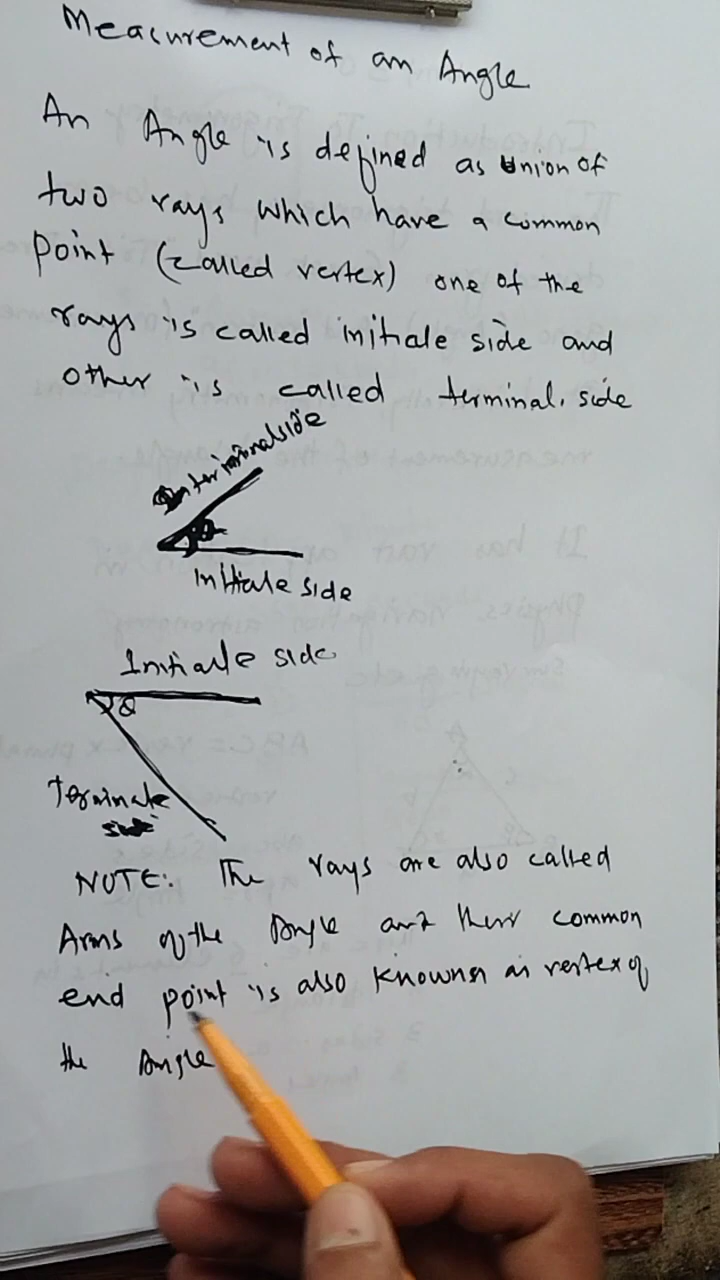 Meacurement of an Angle
An Angle is defined as union of
two rays which have a common
Point (called vertex) one of the
rays is called initiale side and
other is called terminal. side
terminalside
θ
initiale side
Initiale side
θ
Terminale
side
NOTE:. The rays are also called
Arms of the Angle and their common
end point is also known as vertex of
the Angle